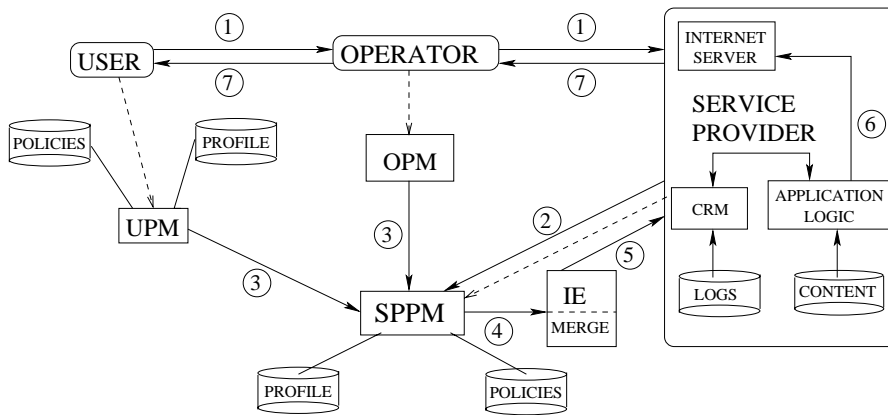 1
1
USER
OPERATOR
INTERNET
SERVER
7
7
SERVICE
PROVIDER
6
POLICIES
PROFILE
OPM
UPM
CRM
APPLICATION
LOGIC
2
3
5
3
LOGS
CONTENT
SPPM
4
IE
MERGE
PROFILE
POLICIES